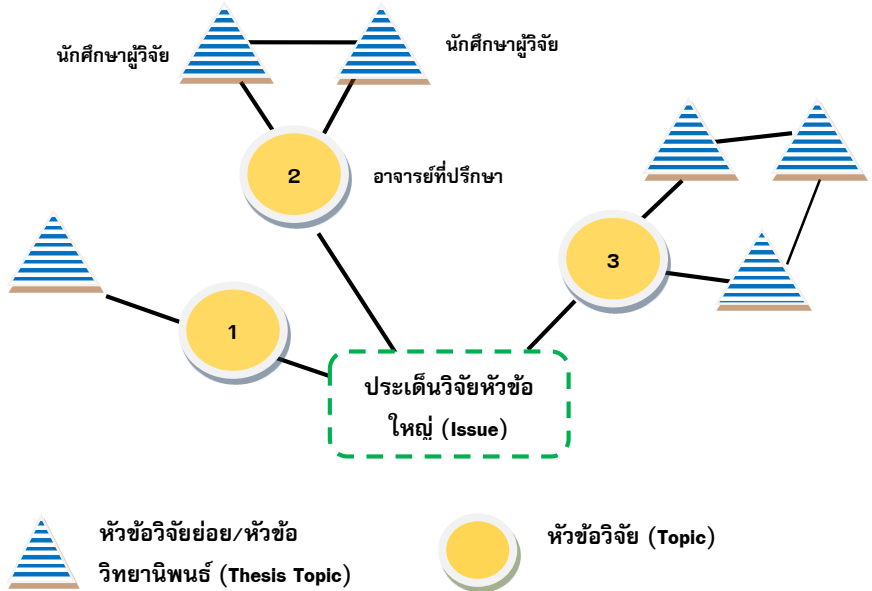 นักศึกษาผู้วิจัย
นักศึกษาผู้วิจัย
2
อาจารย์ที่ปรึกษา
3
1
ประเด็นวิจัยหัวข้อ
ใหญ่ (Issue)
หัวข้อวิจัยย่อย/หัวข้อ
วิทยานิพนธ์ (Thesis Topic)
หัวข้อวิจัย (Topic)